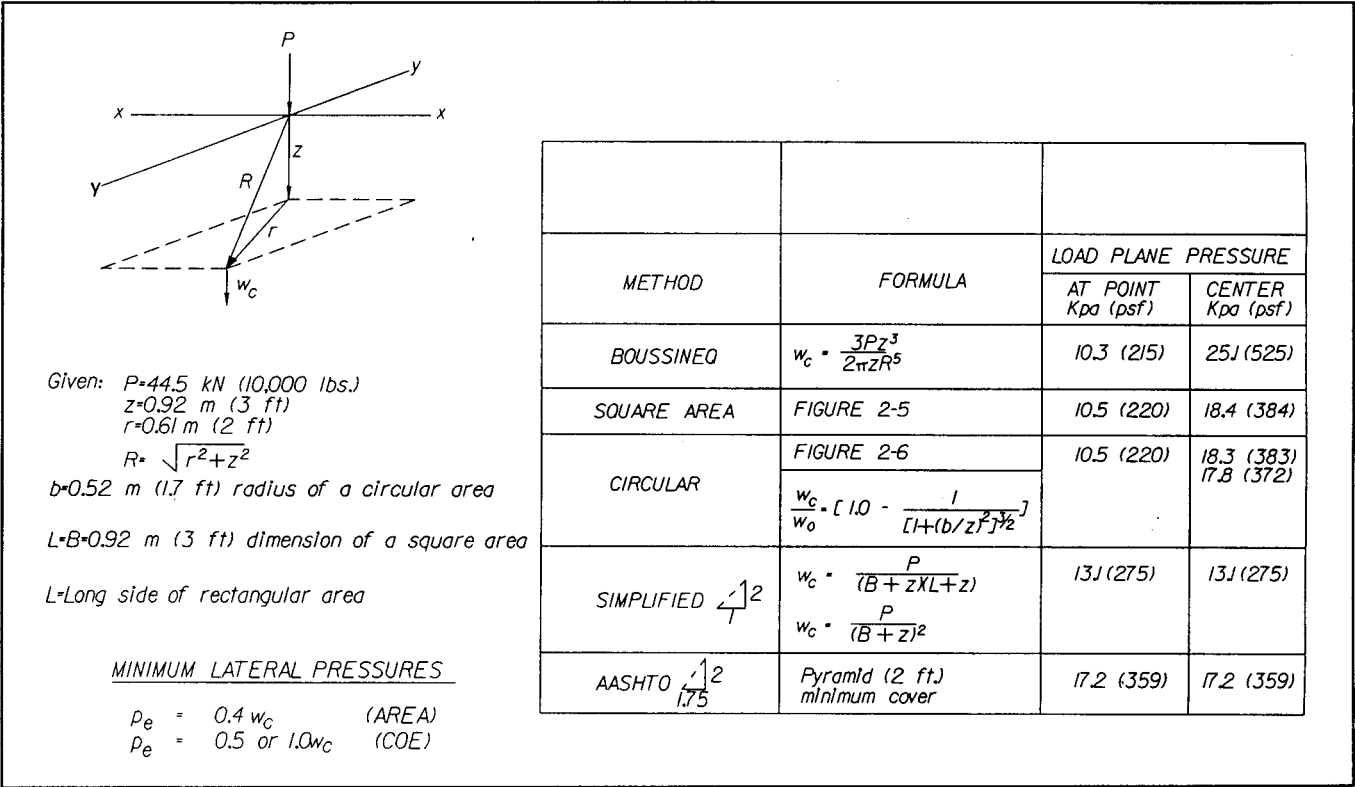 P
y
x
x
z
y
R
r
w_c
Given: P=44.5 kN (10,000 lbs.)
z=0.92 m (3 ft)
r=0.61 m (2 ft)
R= √r²+z²
b=0.52 m (1.7 ft) radius of a circular area
L=B=0.92 m (3 ft) dimension of a square area
L=Long side of rectangular area
MINIMUM LATERAL PRESSURES
p_e = 0.4 w_c (AREA)
p_e = 0.5 or 1.0w_c (COE)
METHOD FORMULA LOAD PLANE PRESSURE
AT POINT Kpa (psf) CENTER Kpa (psf)
BOUSSINEQ w_c = 3Pz³ / 2πzR⁵ 10.3 (215) 25.1 (525)
SQUARE AREA FIGURE 2-5 10.5 (220) 18.4 (384)
CIRCULAR FIGURE 2-6 10.5 (220) 18.3 (383)
17.8 (372)
w_c / w_o = [ 1.0 - 1 / [1+(b/z)²]^3/2 ]
SIMPLIFIED 2 1 w_c = P / (B+z)(L+z) 13.1 (275) 13.1 (275)
w_c = P / (B+z)²
AASHTO 2 1.75 Pyramid (2 ft.) minimum cover 17.2 (359) 17.2 (359)